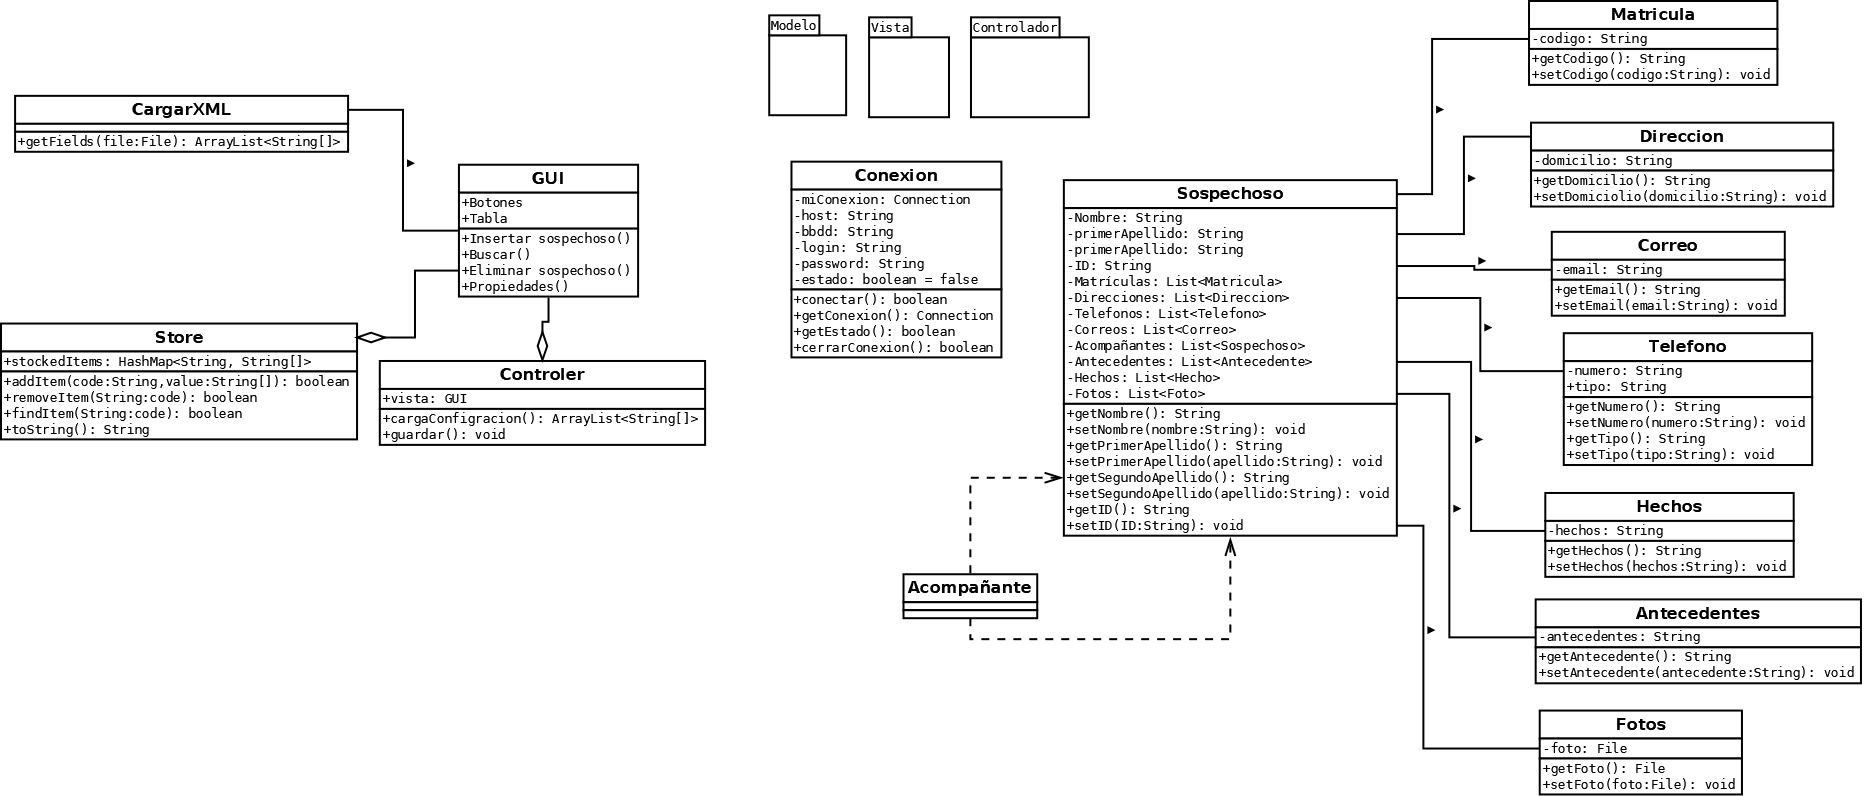 CargarXML
+getFields(file:File): ArrayList<String[]>
GUI
+Botones
+Tabla
+Insertar sospechoso()
+Buscar()
+Eliminar sospechoso()
+Propiedades()
Store
+stockedItems: HashMap<String, String[]>
+addItem(code:String,value:String[]): boolean
+removeItem(String:code): boolean
+findItem(String:code): boolean
+toString(): String
Controler
+vista: GUI
+cargaConfigracion(): ArrayList<String[]>
+guardar(): void
Modelo
Vista
Controlador
Conexion
-miConexion: Connection
-host: String
-bbdd: String
-login: String
-password: String
-estado: boolean = false
+conectar(): boolean
+getConexion(): Connection
+getEstado(): boolean
+cerrarConexion(): boolean
Sospechoso
-Nombre: String
-primerApellido: String
-primerApellido: String
-ID: String
-Matrículas: List<Matricula>
-Direcciones: List<Direccion>
-Telefonos: List<Telefono>
-Correos: List<Correo>
-Acompañantes: List<Sospechoso>
-Antecedentes: List<Antecedente>
-Hechos: List<Hecho>
-Fotos: List<Foto>
+getNombre(): String
+setNombre(nombre:String): void
+getPrimerApellido(): String
+setPrimerApellido(apellido:String): void
+getSegundoApellido(): String
+setSegundoApellido(apellido:String): void
+getID(): String
+setID(ID:String): void
Acompañante
Matricula
-codigo: String
+getCodigo(): String
+setCodigo(codigo:String): void
Direccion
-domicilio: String
+getDomicilio(): String
+setDomiciolio(domicilio:String): void
Correo
-email: String
+getEmail(): String
+setEmail(email:String): void
Telefono
-numero: String
+tipo: String
+getNumero(): String
+setNumero(numero:String): void
+getTipo(): String
+setTipo(tipo:String): void
Hechos
-hechos: String
+getHechos(): String
+setHechos(hechos:String): void
Antecedentes
-antecedentes: String
+getAntecedente(): String
+setAntecedente(antecedente:String): void
Fotos
-foto: File
+getFoto(): File
+setFoto(foto:File): void